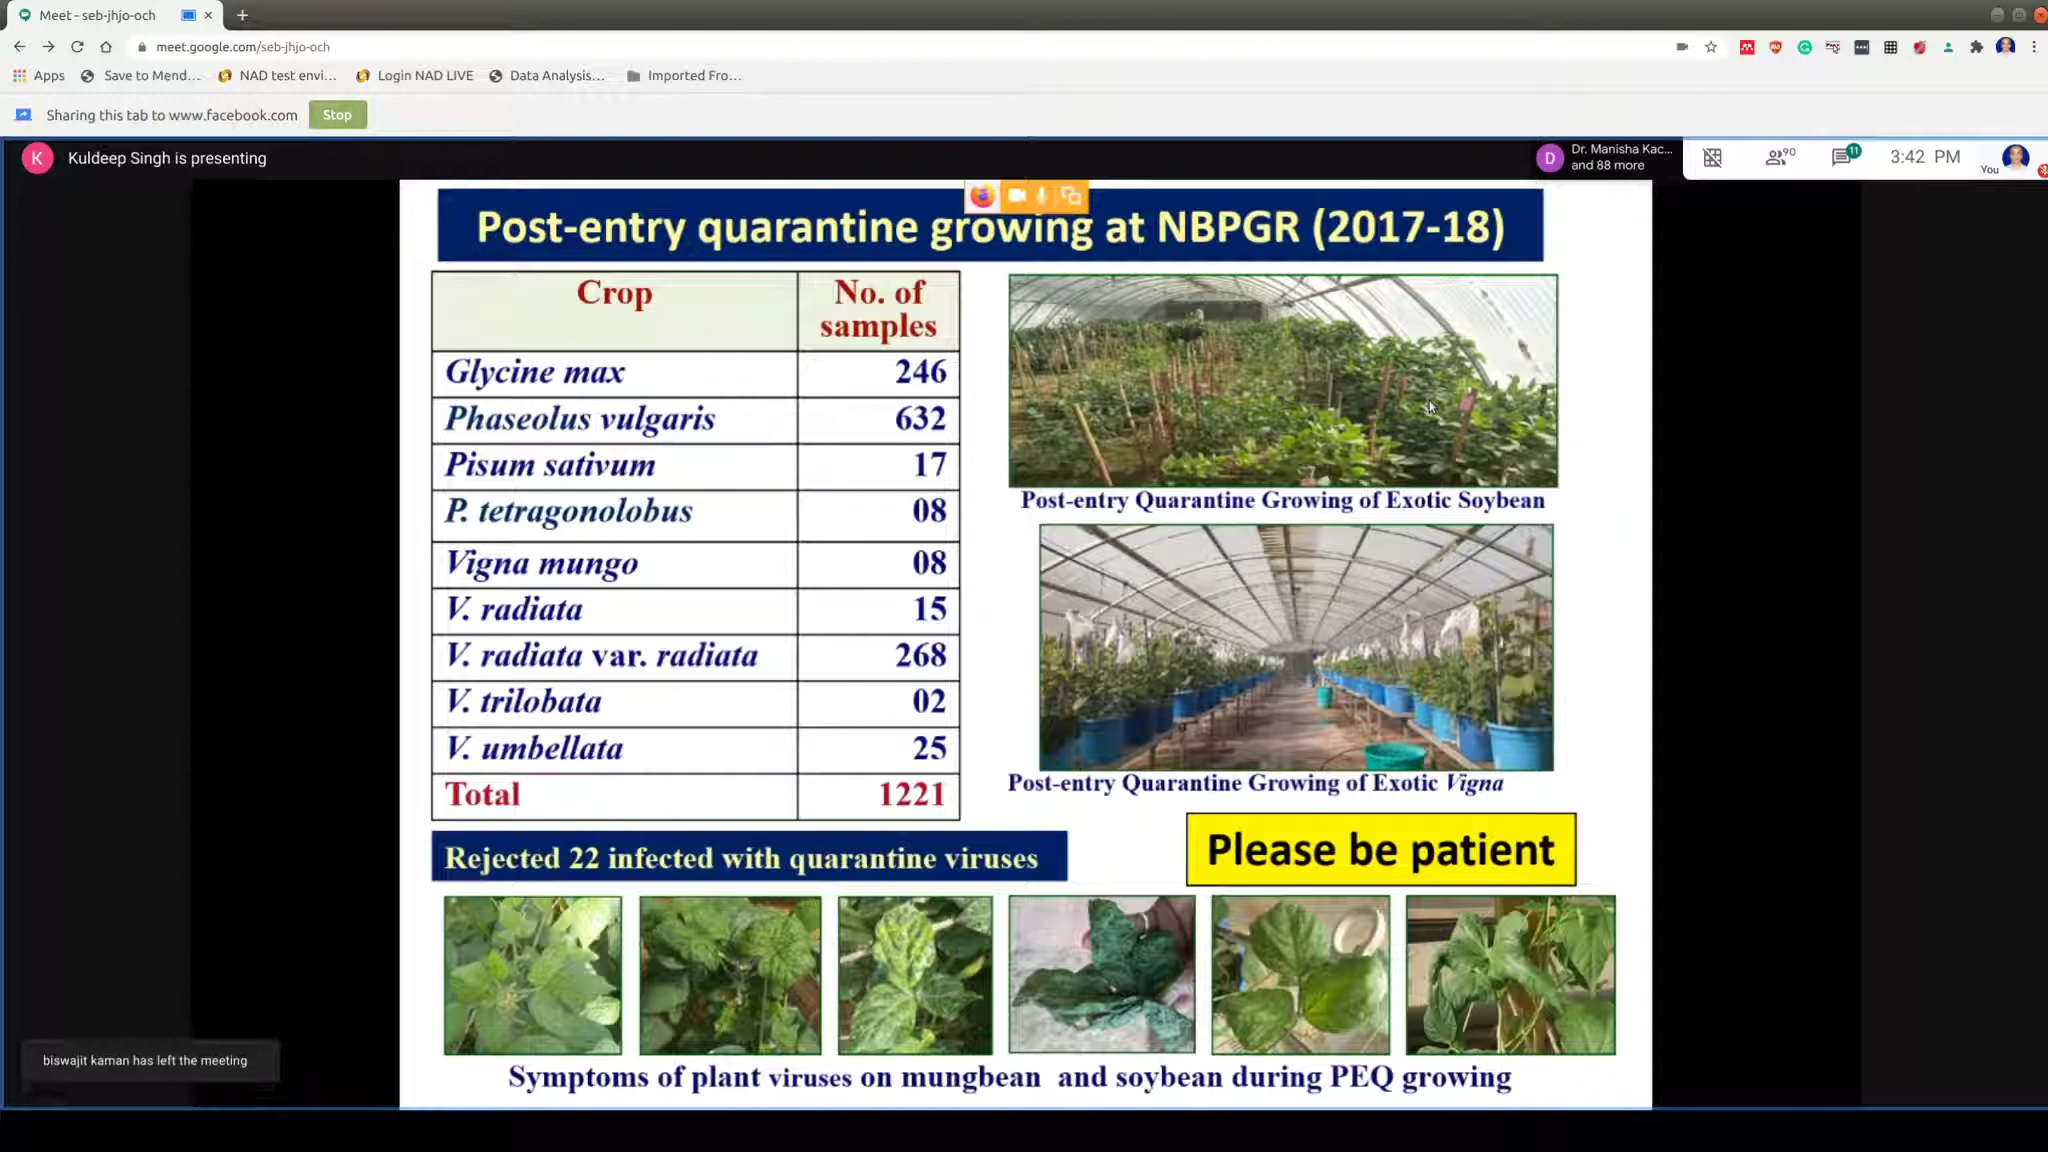 Meet - seb-jhjo-och
meet.google.com/seb-jhjo-och
Apps Save to Mend... NAD test envi... Login NAD LIVE Data Analysis... Imported Fro...
Sharing this tab to www.facebook.com Stop
K Kuldeep Singh is presenting
D Dr. Manisha Kac...
and 88 more
90
11
3:42 PM
You
Post-entry quarantine growing at NBPGR (2017-18)
Crop No. of samples
Glycine max 246
Phaseolus vulgaris 632
Pisum sativum 17
P. tetragonolobus 08
Vigna mungo 08
V. radiata 15
V. radiata var. radiata 268
V. trilobata 02
V. umbellata 25
Total 1221
Post-entry Quarantine Growing of Exotic Soybean
Post-entry Quarantine Growing of Exotic Vigna
Rejected 22 infected with quarantine viruses
Please be patient
Symptoms of plant viruses on mungbean and soybean during PEQ growing
biswajit kaman has left the meeting